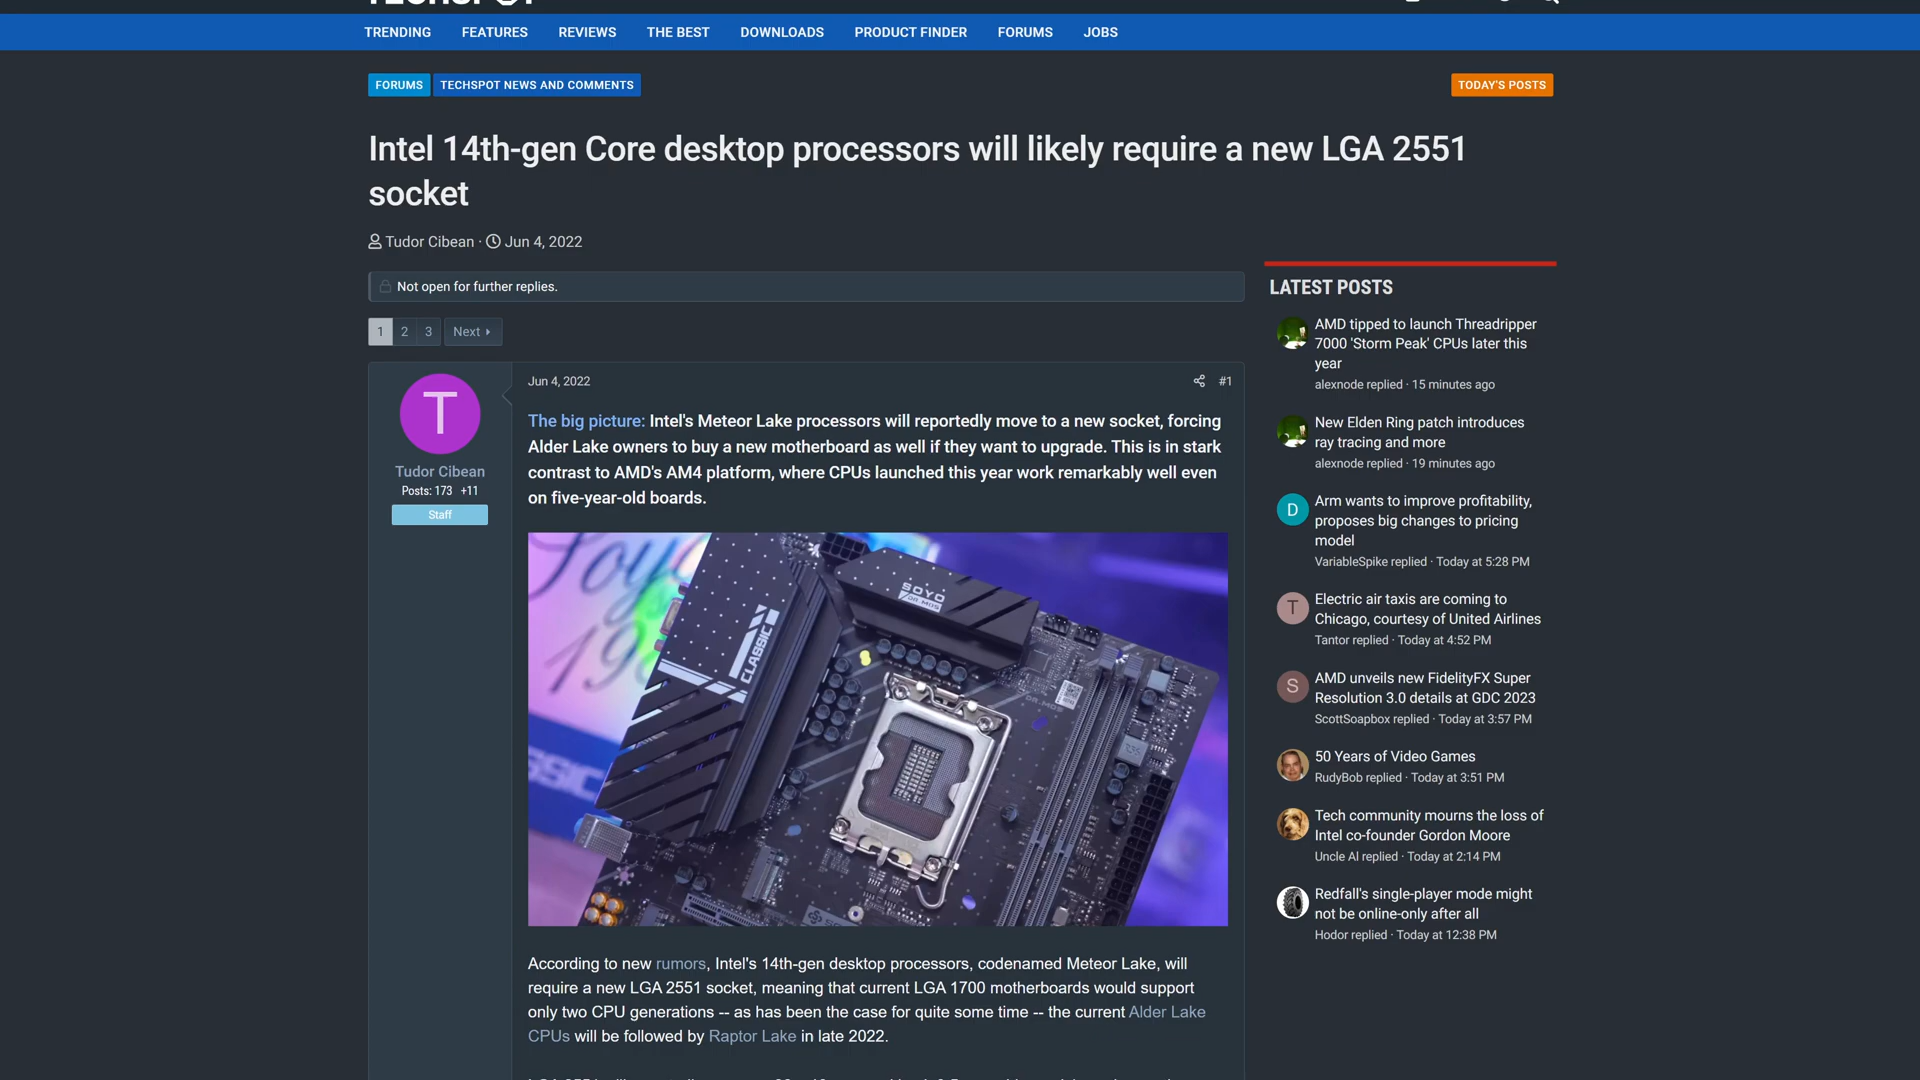 TECHSPOT
TRENDING FEATURES REVIEWS THE BEST DOWNLOADS PRODUCT FINDER FORUMS JOBS
FORUMS TECHSPOT NEWS AND COMMENTS TODAY'S POSTS
Intel 14th-gen Core desktop processors will likely require a new LGA 2551
socket
Tudor Cibean · Jun 4, 2022
Not open for further replies.
1 2 3 Next
T
Tudor Cibean
Posts: 173 +11
Staff
Jun 4, 2022 #1
The big picture: Intel's Meteor Lake processors will reportedly move to a new socket, forcing
Alder Lake owners to buy a new motherboard as well if they want to upgrade. This is in stark
contrast to AMD's AM4 platform, where CPUs launched this year work remarkably well even
on five-year-old boards.
SOYO
DR.MOS
CLASSIC
According to new rumors, Intel's 14th-gen desktop processors, codenamed Meteor Lake, will
require a new LGA 2551 socket, meaning that current LGA 1700 motherboards would support
only two CPU generations -- as has been the case for quite some time -- the current Alder Lake
CPUs will be followed by Raptor Lake in late 2022.
LATEST POSTS
AMD tipped to launch Threadripper
7000 'Storm Peak' CPUs later this
year
alexnode replied · 15 minutes ago
New Elden Ring patch introduces
ray tracing and more
alexnode replied · 19 minutes ago
D
Arm wants to improve profitability,
proposes big changes to pricing
model
VariableSpike replied · Today at 5:28 PM
T
Electric air taxis are coming to
Chicago, courtesy of United Airlines
Tantor replied · Today at 4:52 PM
S
AMD unveils new FidelityFX Super
Resolution 3.0 details at GDC 2023
ScottSoapbox replied · Today at 3:57 PM
50 Years of Video Games
RudyBob replied · Today at 3:51 PM
Tech community mourns the loss of
Intel co-founder Gordon Moore
Uncle Al replied · Today at 2:14 PM
Redfall's single-player mode might
not be online-only after all
Hodor replied · Today at 12:38 PM